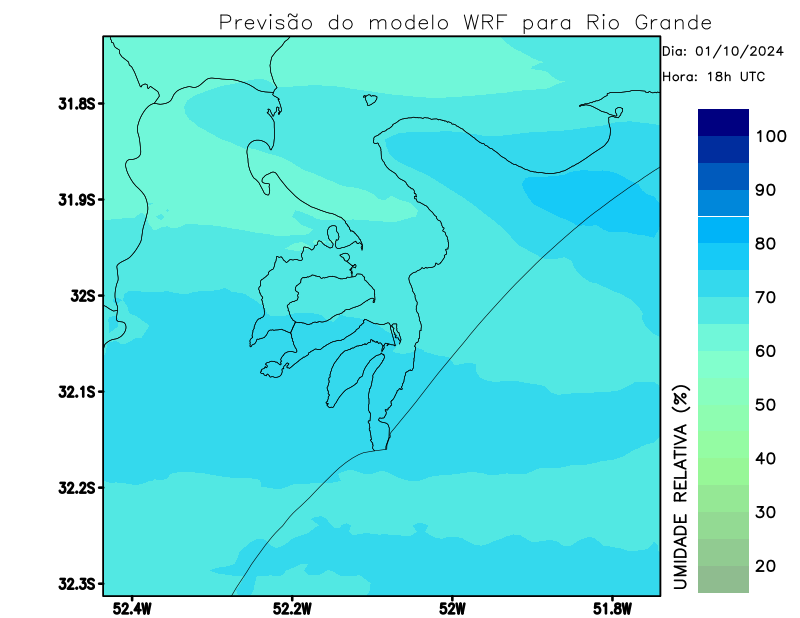 Previsão do modelo WRF para Rio Grande
Dia: 01/10/2024
Hora: 18h UTC
31.8S
31.9S
32S
32.1S
32.2S
32.3S
52.4W
52.2W
52W
51.8W
100
90
80
70
60
50
40
30
20
UMIDADE RELATIVA (%)